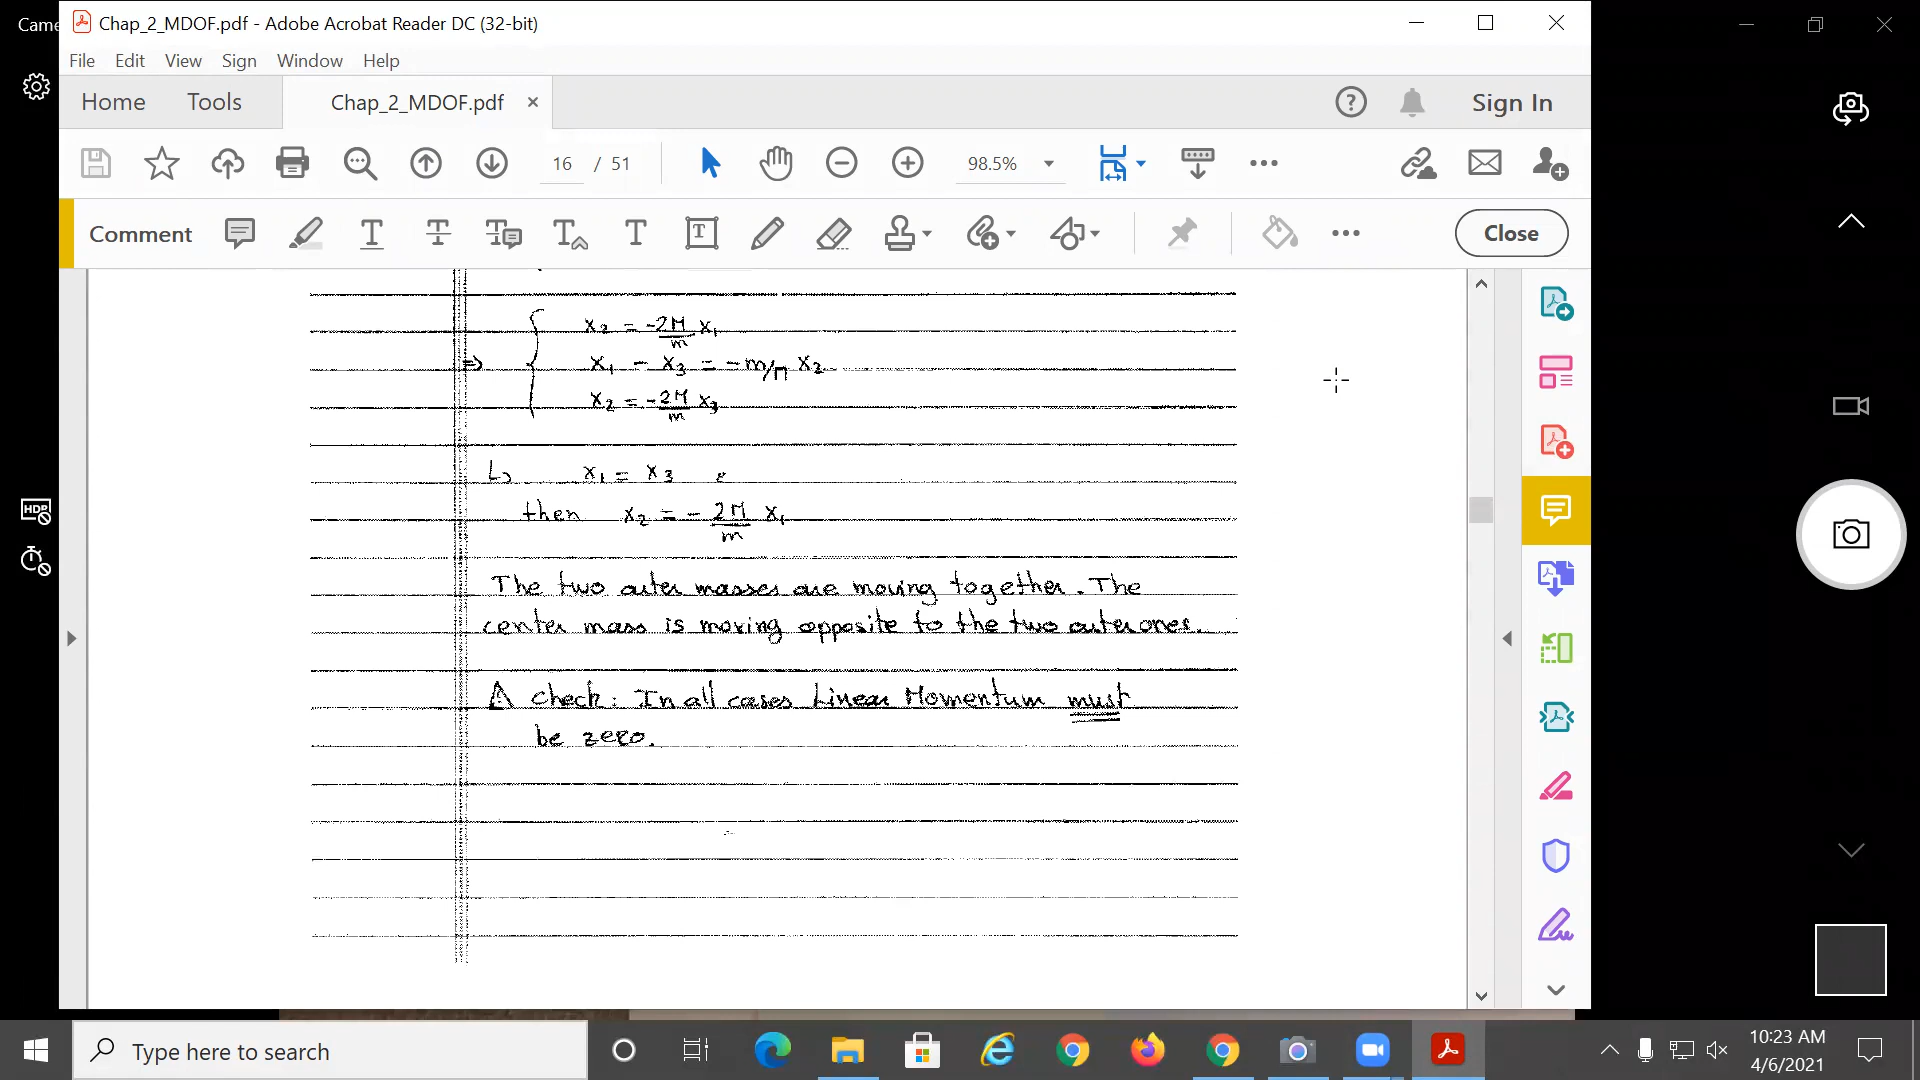 Came
Chap_2_MDOF.pdf - Adobe Acrobat Reader DC (32-bit)
File Edit View Sign Window Help
Home Tools Chap_2_MDOF.pdf × Sign In
16 / 51 98.5%
Comment Close
x₂ = -2M/m x₁
⇒ x₁ - x₃ = -m/M x₂
x₂ = -2M/m x₃
↳ x₁ = x₃
then x₂ = - 2M/m x₁
The two outer masses are moving together. The
center mass is moving opposite to the two outer ones.
⚠ check: In all cases Linear Momentum must
be zero.
HDR
Type here to search
10:23 AM
4/6/2021